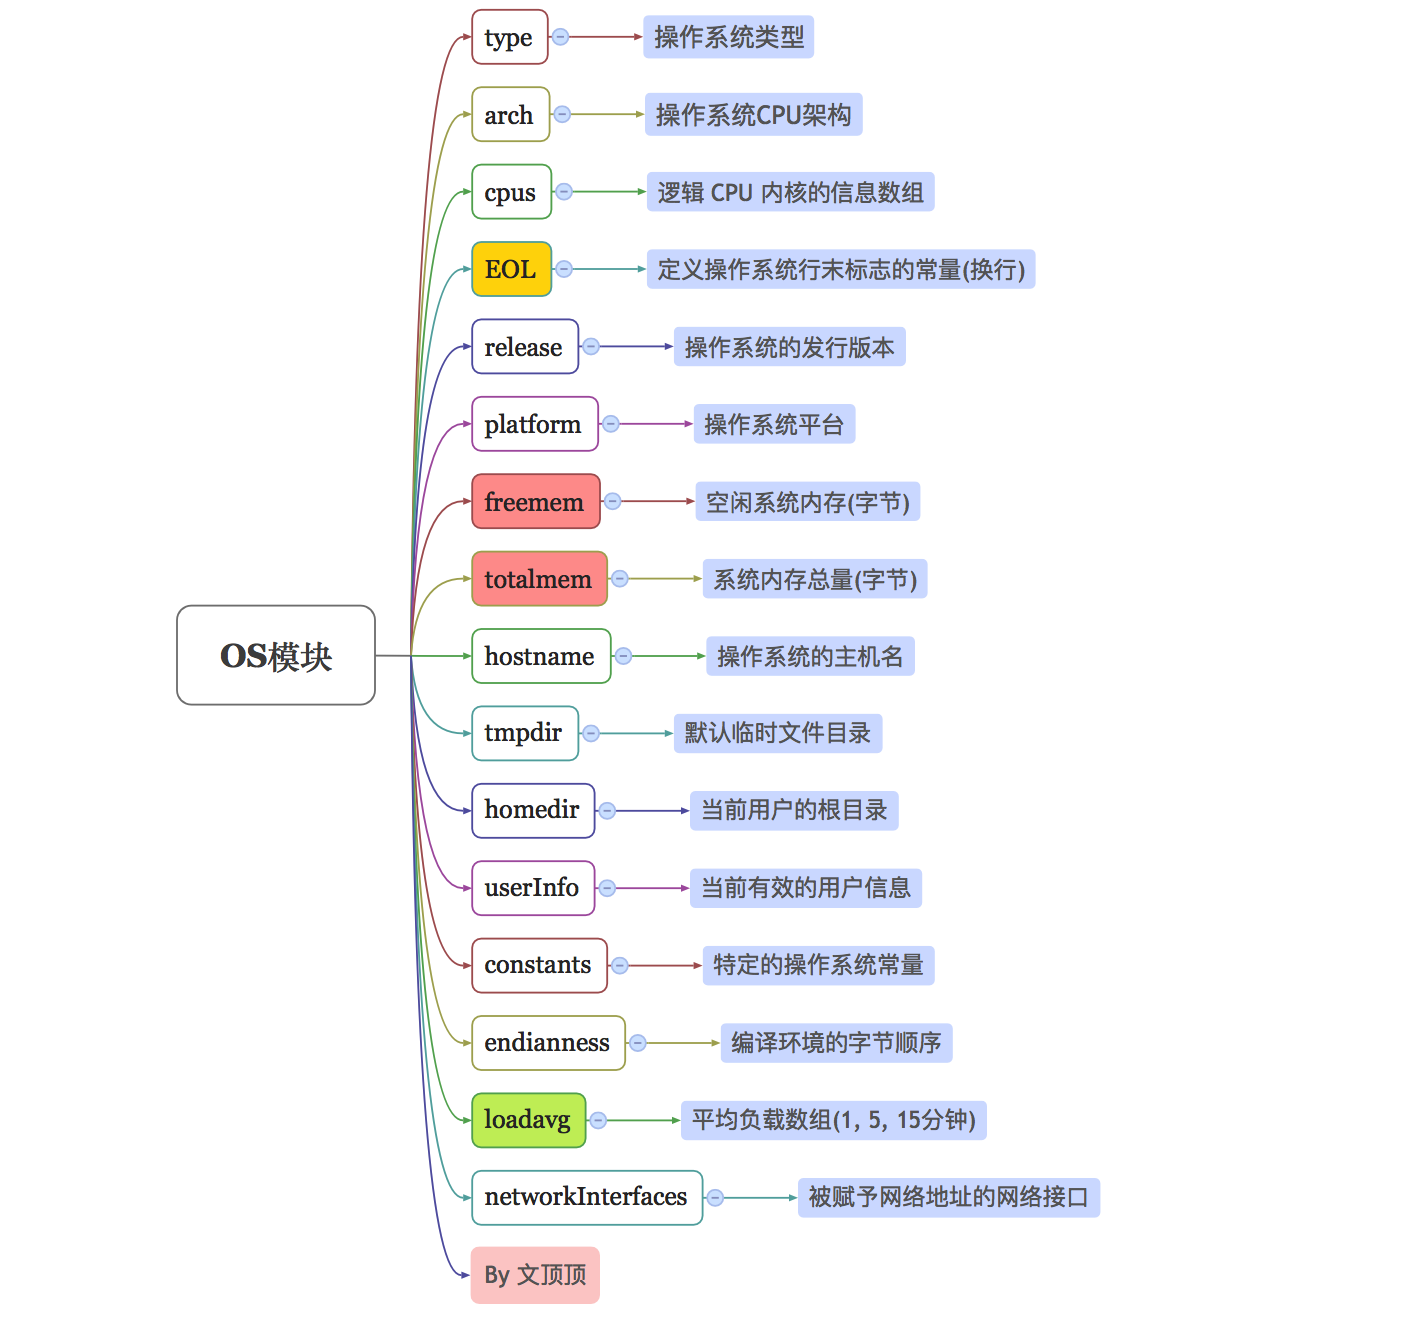 type
操作系统类型
arch
操作系统CPU架构
cpus
逻辑 CPU 内核的信息数组
EOL
定义操作系统行末标志的常量(换行)
release
操作系统的发行版本
platform
操作系统平台
freemem
空闲系统内存(字节)
totalmem
系统内存总量(字节)
OS模块
hostname
操作系统的主机名
tmpdir
默认临时文件目录
homedir
当前用户的根目录
userInfo
当前有效的用户信息
constants
特定的操作系统常量
endianness
编译环境的字节顺序
loadavg
平均负载数组(1, 5, 15分钟)
networkInterfaces
被赋予网络地址的网络接口
By 文顶顶